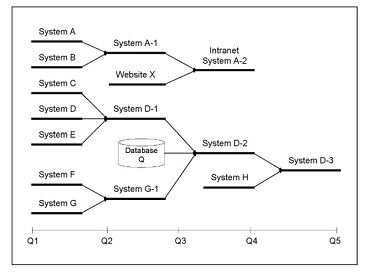 System A
System A-1
Intranet
System A-2
System B
Website X
System C
System D
System D-1
System E
Database
Q
System D-2
System D-3
System F
System H
System G
System G-1
Q1 Q2 Q3 Q4 Q5